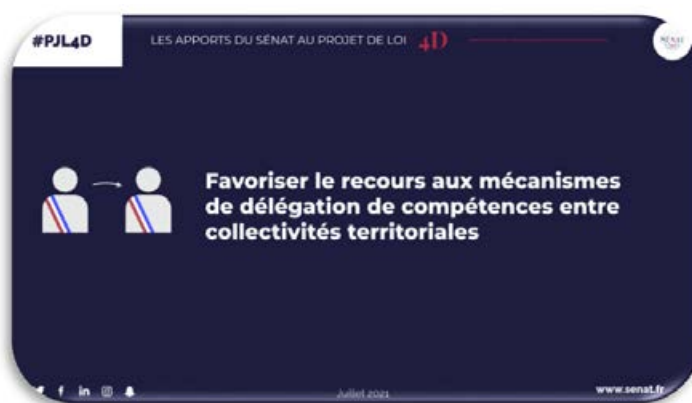 #PJL4D
LES APPORTS DU SÉNAT AU PROJET DE LOI 4D
SÉNAT
Favoriser le recours aux mécanismes
de délégation de compétences entre
collectivités territoriales
Juillet 2021
www.senat.fr